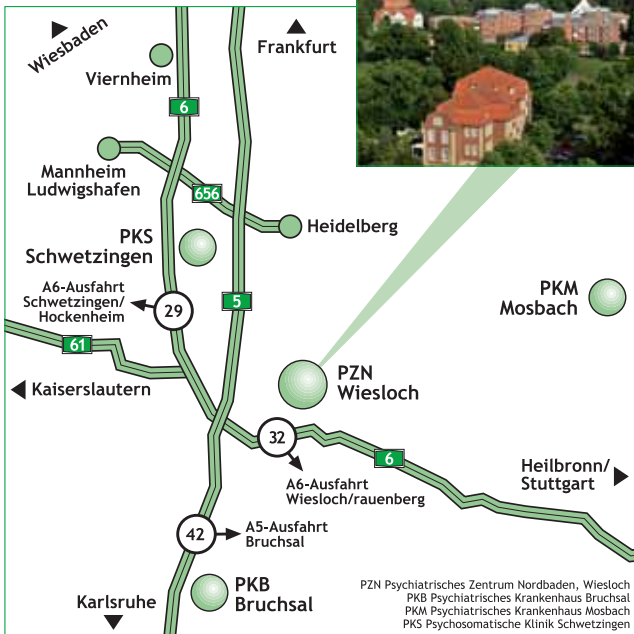 Wiesbaden
Frankfurt
Viernheim
6
Mannheim
Ludwigshafen
656
Heidelberg
PKS
Schwetzingen
A6-Ausfahrt
Schwetzingen/
Hockenheim
29
5
PKM
Mosbach
61
Kaiserslautern
PZN
Wiesloch
32
6
A6-Ausfahrt
Wiesloch/rauenberg
Heilbronn/
Stuttgart
42
A5-Ausfahrt
Bruchsal
PKB
Bruchsal
Karlsruhe
PZN Psychiatrisches Zentrum Nordbaden, Wiesloch
PKB Psychiatrisches Krankenhaus Bruchsal
PKM Psychiatrisches Krankenhaus Mosbach
PKS Psychosomatische Klinik Schwetzingen